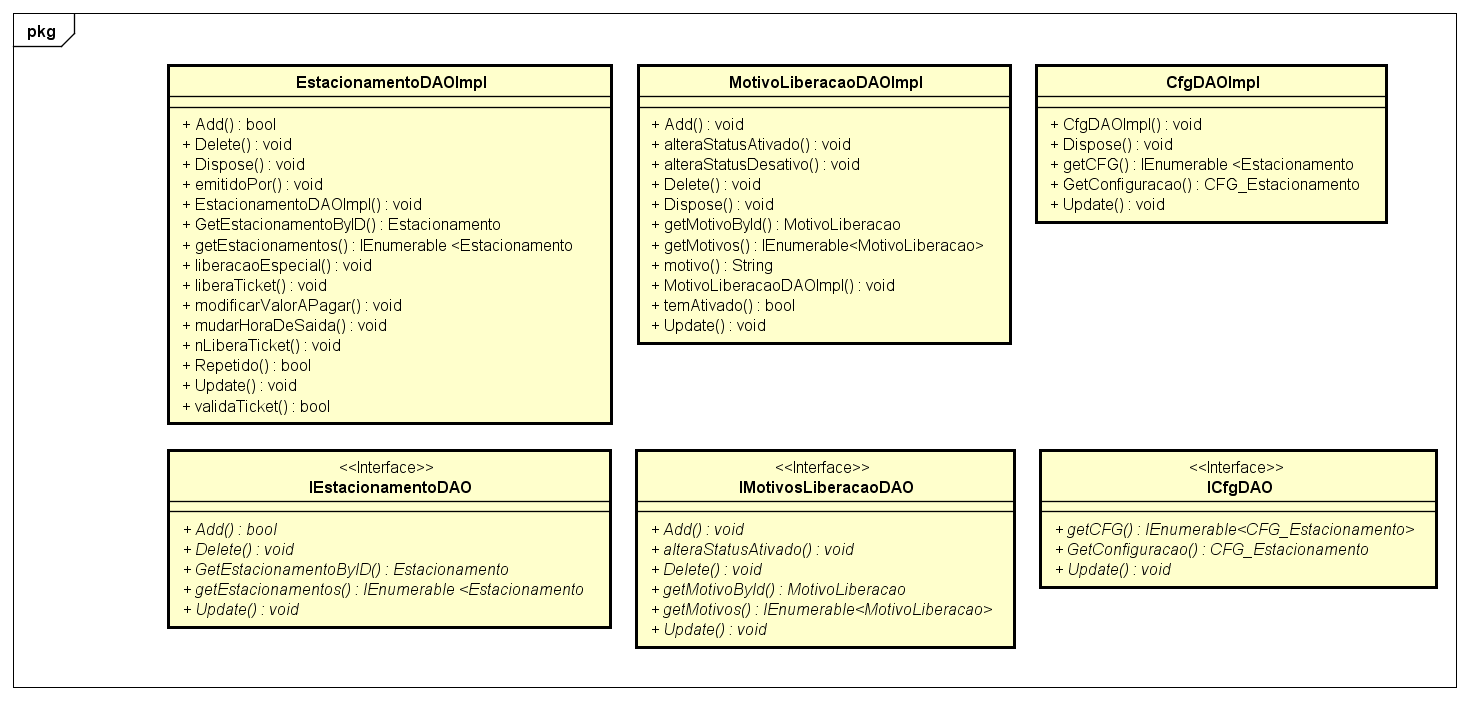 pkg
EstacionamentoDAOImpl
+ Add() : bool
+ Delete() : void
+ Dispose() : void
+ emitidoPor() : void
+ EstacionamentoDAOImpl() : void
+ GetEstacionamentoByID() : Estacionamento
+ getEstacionamentos() : IEnumerable <Estacionamento
+ liberacaoEspecial() : void
+ liberaTicket() : void
+ modificarValorAPagar() : void
+ mudarHoraDeSaida() : void
+ nLiberaTicket() : void
+ Repetido() : bool
+ Update() : void
+ validaTicket() : bool
MotivoLiberacaoDAOImpl
+ Add() : void
+ alteraStatusAtivado() : void
+ alteraStatusDesativo() : void
+ Delete() : void
+ Dispose() : void
+ getMotivoById() : MotivoLiberacao
+ getMotivos() : IEnumerable<MotivoLiberacao>
+ motivo() : String
+ MotivoLiberacaoDAOImpl() : void
+ temAtivado() : bool
+ Update() : void
CfgDAOImpl
+ CfgDAOImpl() : void
+ Dispose() : void
+ getCFG() : IEnumerable <Estacionamento
+ GetConfiguracao() : CFG_Estacionamento
+ Update() : void
<<Interface>>
IEstacionamentoDAO
+ Add() : bool
+ Delete() : void
+ GetEstacionamentoByID() : Estacionamento
+ getEstacionamentos() : IEnumerable <Estacionamento
+ Update() : void
<<Interface>>
IMotivosLiberacaoDAO
+ Add() : void
+ alteraStatusAtivado() : void
+ Delete() : void
+ getMotivoById() : MotivoLiberacao
+ getMotivos() : IEnumerable<MotivoLiberacao>
+ Update() : void
<<Interface>>
ICfgDAO
+ getCFG() : IEnumerable<CFG_Estacionamento>
+ GetConfiguracao() : CFG_Estacionamento
+ Update() : void